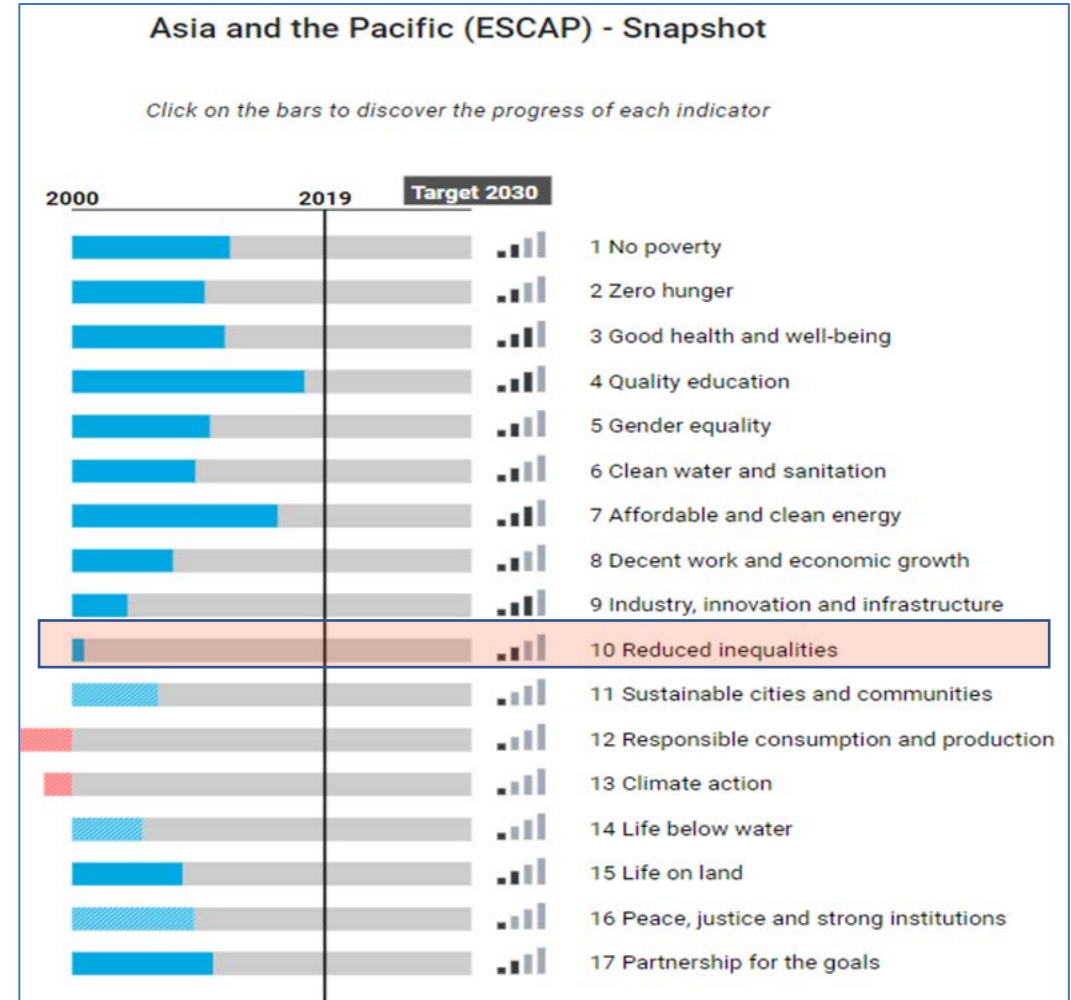 Asia and the Pacific (ESCAP) - Snapshot
Click on the bars to discover the progress of each indicator
2000 2019 Target 2030
1 No poverty
2 Zero hunger
3 Good health and well-being
4 Quality education
5 Gender equality
6 Clean water and sanitation
7 Affordable and clean energy
8 Decent work and economic growth
9 Industry, innovation and infrastructure
10 Reduced inequalities
11 Sustainable cities and communities
12 Responsible consumption and production
13 Climate action
14 Life below water
15 Life on land
16 Peace, justice and strong institutions
17 Partnership for the goals